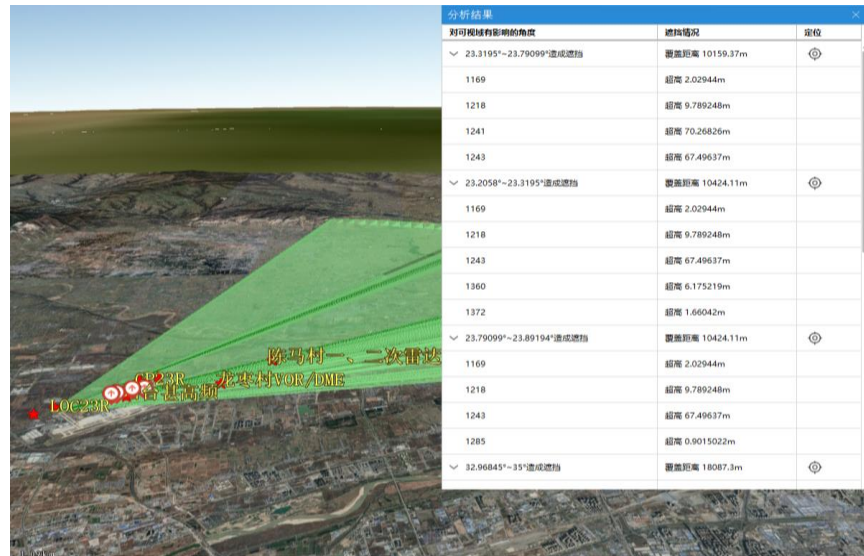 分析结果
对可视域有影响的角度 遮挡情况 定位
23.3195°~23.79099°造成遮挡 覆盖距离 10159.37m
1169 超高 2.02944m
1218 超高 9.789248m
1241 超高 70.26826m
1243 超高 67.49637m
23.2058°~23.3195°造成遮挡 覆盖距离 10424.11m
1169 超高 2.02944m
1218 超高 9.789248m
1243 超高 67.49637m
1360 超高 6.175219m
1372 超高 1.66042m
23.79099°~23.89194°造成遮挡 覆盖距离 10424.11m
1169 超高 2.02944m
1218 超高 9.789248m
1243 超高 67.49637m
1285 超高 0.9015022m
32.96845°~35°造成遮挡 覆盖距离 18087.3m
陈马村一、二次雷达
GP23R
龙枣村VOR/DME
台甚高频
LOC23R